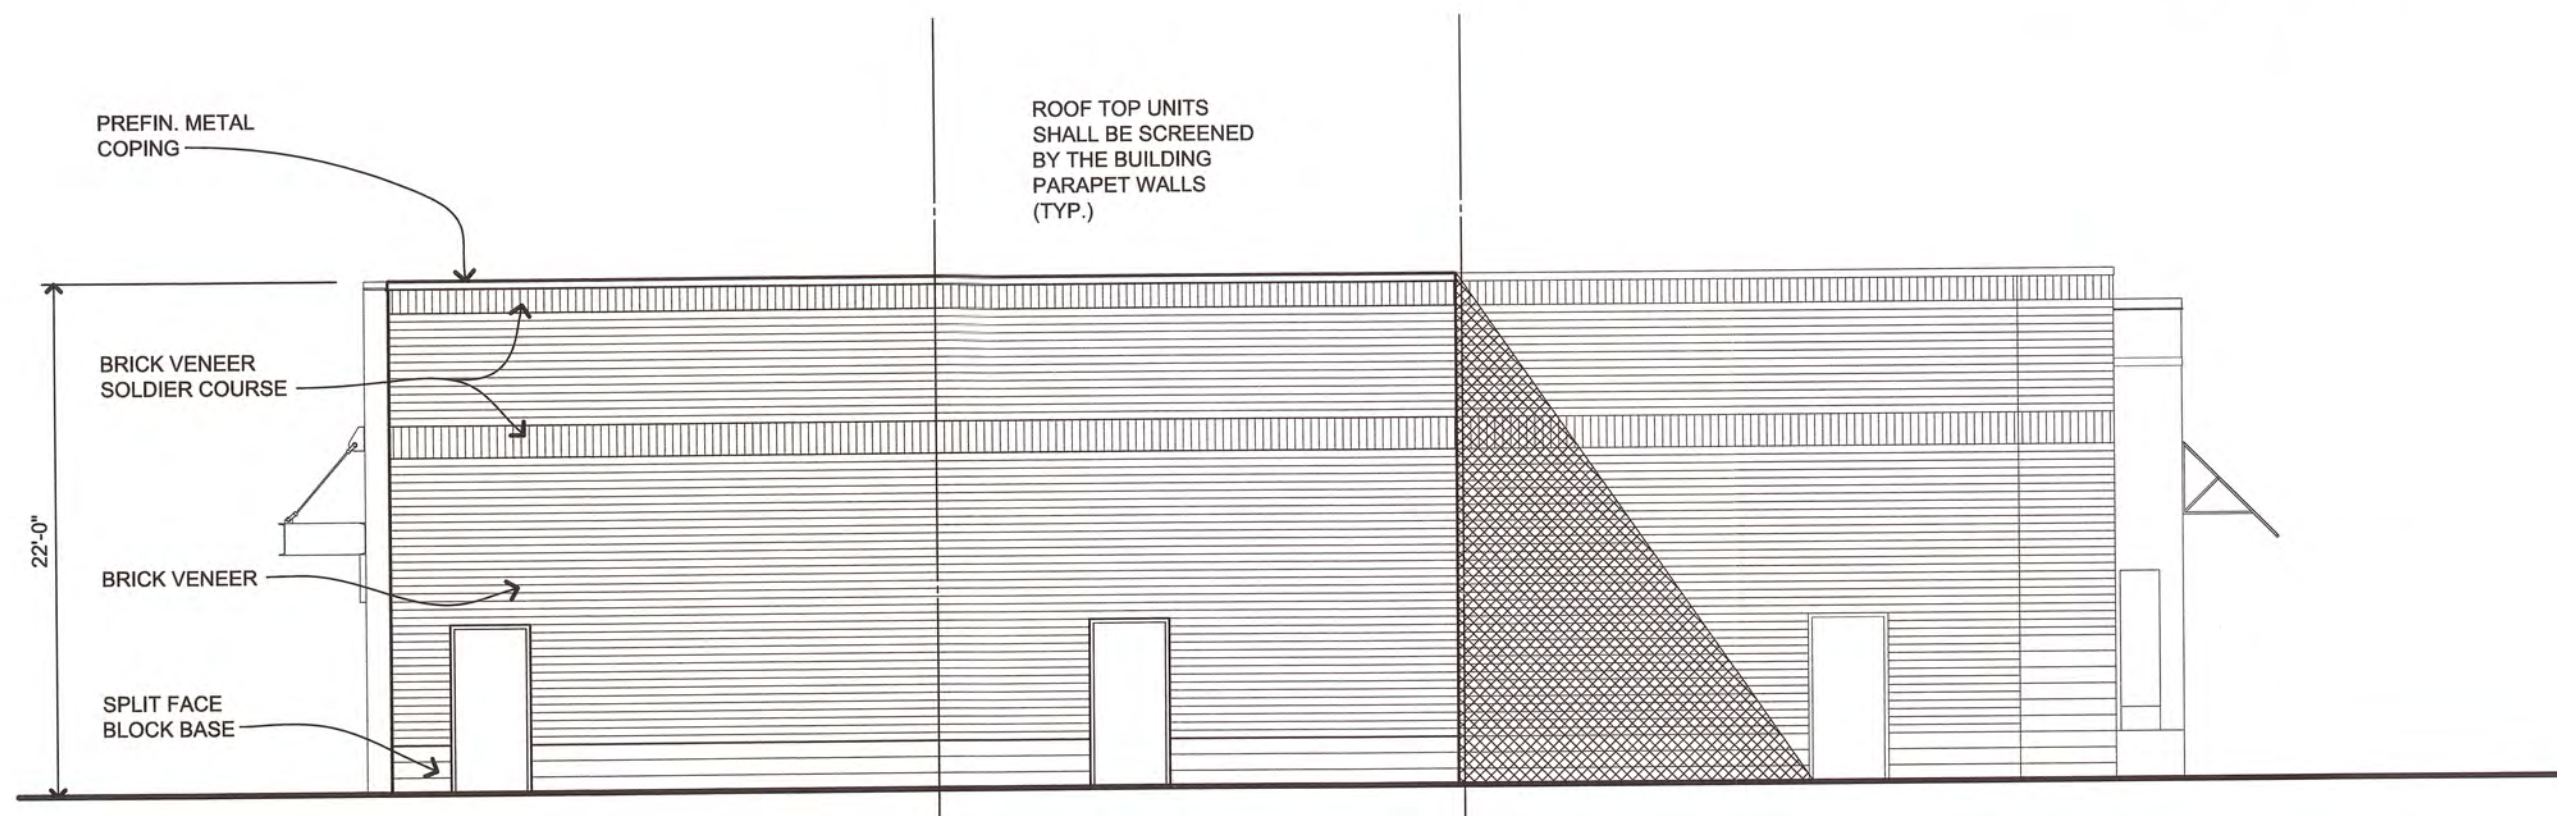 PREFIN. METAL
COPING
ROOF TOP UNITS
SHALL BE SCREENED
BY THE BUILDING
PARAPET WALLS
(TYP.)
BRICK VENEER
SOLDIER COURSE
22'-0"
BRICK VENEER
SPLIT FACE
BLOCK BASE